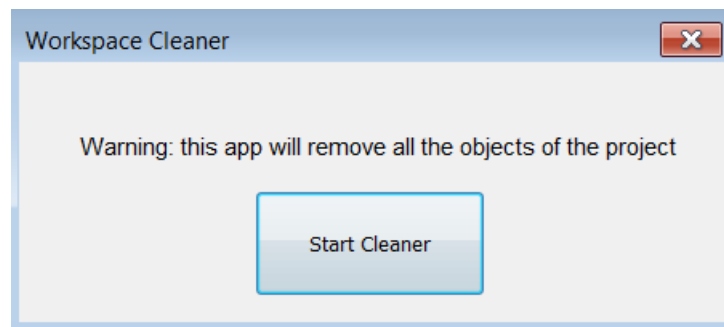 Workspace Cleaner
Warning: this app will remove all the objects of the project
Start Cleaner